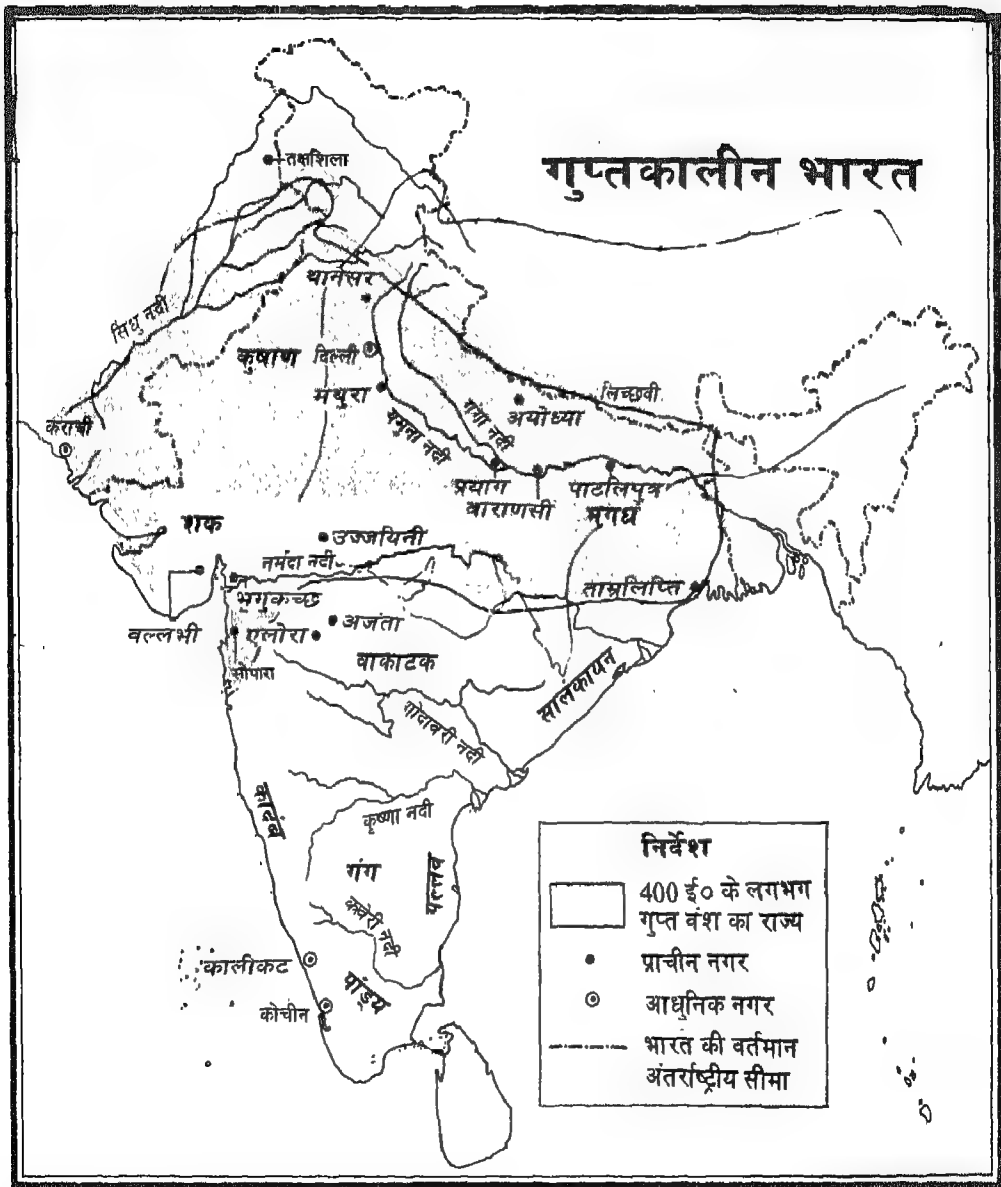 गुप्तकालीन भारत
तक्षशिला
थानेसर
सिंधु नदी
कुषाण
दिल्ली
मथुरा
यमुना नदी
गंगा नदी
अयोध्या
लिच्छवी
कराची
प्रयाग
वाराणसी
पाटलिपुत्र
मगध
शक
उज्जयिनी
नर्मदा नदी
भृगुकच्छ
ताम्रलिप्ति
वल्लभी
एलोरा
अजंता
सोपारा
वाकाटक
सालंकायन
गोदावरी नदी
कादंब
कृष्णा नदी
गंग
पल्लव
कावेरी नदी
कालीकट
पांड्य
कोचीन
निर्देश
400 ई० के लगभग
गुप्त वंश का राज्य
प्राचीन नगर
आधुनिक नगर
भारत की वर्तमान
अंतर्राष्ट्रीय सीमा